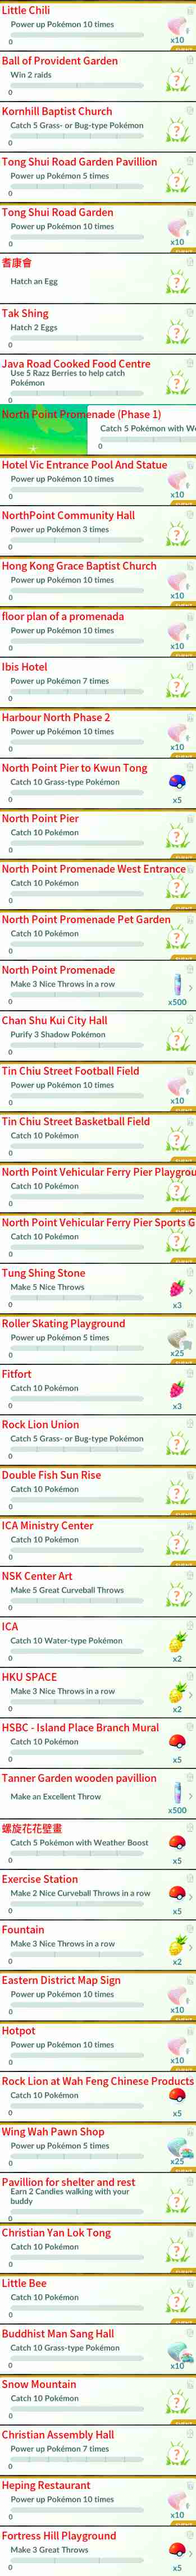 Little Chili
Power up Pokémon 10 times
0
x10
Ball of Provident Garden
Win 2 raids
0
Kornhill Baptist Church
Catch 5 Grass- or Bug-type Pokémon
0
Tong Shui Road Garden Pavillion
Power up Pokémon 5 times
0
Tong Shui Road Garden
Power up Pokémon 10 times
0
x10
耆康會
Hatch an Egg
Tak Shing
Hatch 2 Eggs
0
Java Road Cooked Food Centre
Use 5 Razz Berries to help catch
Pokémon
0
North Point Promenade (Phase 1)
Catch 5 Pokémon with We
0
Hotel Vic Entrance Pool And Statue
Power up Pokémon 10 times
0
x10
NorthPoint Community Hall
Power up Pokémon 3 times
0
Hong Kong Grace Baptist Church
Power up Pokémon 10 times
0
x10
floor plan of a promenada
Power up Pokémon 10 times
0
x10
Ibis Hotel
Power up Pokémon 7 times
0
Harbour North Phase 2
Power up Pokémon 10 times
0
x10
North Point Pier to Kwun Tong
Catch 10 Grass-type Pokémon
0
x5
North Point Pier
Catch 10 Pokémon
0
North Point Promenade West Entrance
Catch 10 Pokémon
0
North Point Promenade Pet Garden
Catch 10 Pokémon
0
North Point Promenade
Make 3 Nice Throws in a row
0
x500
Chan Shu Kui City Hall
Purify 3 Shadow Pokémon
0
Tin Chiu Street Football Field
Power up Pokémon 10 times
0
x10
Tin Chiu Street Basketball Field
Catch 10 Pokémon
0
North Point Vehicular Ferry Pier Playgrou
Catch 10 Pokémon
0
North Point Vehicular Ferry Pier Sports G
Catch 10 Pokémon
0
Tung Shing Stone
Make 5 Nice Throws
0
x3
Roller Skating Playground
Power up Pokémon 5 times
0
x25
Fitfort
Catch 10 Pokémon
0
x3
Rock Lion Union
Catch 5 Grass- or Bug-type Pokémon
0
Double Fish Sun Rise
Catch 10 Pokémon
0
ICA Ministry Center
Catch 10 Pokémon
0
NSK Center Art
Make 5 Great Curveball Throws
0
ICA
Catch 10 Water-type Pokémon
0
x2
HKU SPACE
Make 3 Nice Throws in a row
0
x2
HSBC - Island Place Branch Mural
Catch 10 Pokémon
0
x5
Tanner Garden wooden pavillion
Make an Excellent Throw
x500
螺旋花花壁畫
Catch 5 Pokémon with Weather Boost
0
x5
Exercise Station
Make 2 Nice Curveball Throws in a row
0
x5
Fountain
Make 3 Nice Throws in a row
0
x2
Eastern District Map Sign
Power up Pokémon 10 times
0
x10
Hotpot
Power up Pokémon 10 times
0
x10
Rock Lion at Wah Feng Chinese Products
Catch 10 Pokémon
0
x5
Wing Wah Pawn Shop
Power up Pokémon 5 times
0
x25
Pavillion for shelter and rest
Earn 2 Candies walking with your
buddy
0
Christian Yan Lok Tong
Catch 10 Pokémon
0
Little Bee
Catch 10 Pokémon
0
Buddhist Man Sang Hall
Catch 10 Grass-type Pokémon
0
x10
Snow Mountain
Catch 10 Pokémon
0
Christian Assembly Hall
Power up Pokémon 7 times
0
Heping Restaurant
Power up Pokémon 10 times
0
x10
Fortress Hill Playground
Make 3 Great Throws
0
x5